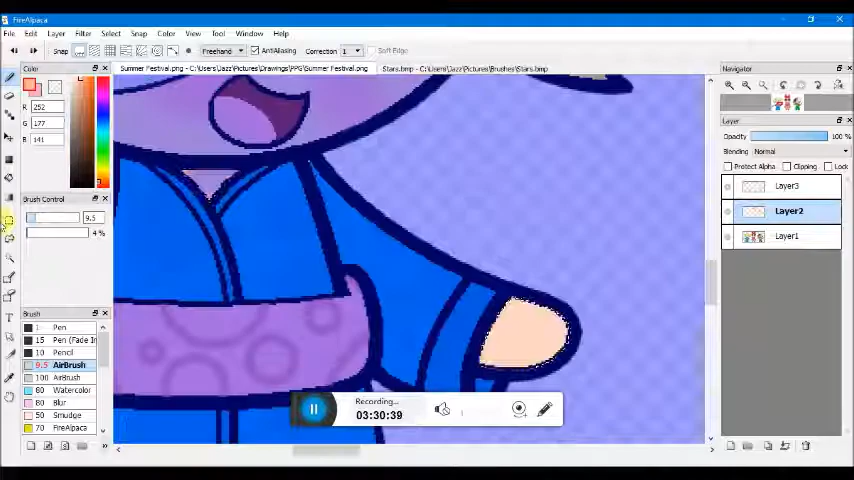 FireAlpaca
File Edit Layer Select Snap Color View Tool Window Help
Snap Freehand AntiAliasing Correction 1 Soft Edge
Color
Summer Festival.png - C:\Users\Jazz\Pictures\Drawings\PPG\Summer Festival.png
Stars.bmp - C:\Users\Jazz\Pictures\Brushes\Stars.bmp
Navigator
R 252
G 177
B 141
Layer
Opacity 100 %
Blending Normal
Protect Alpha Clipping Lock
Layer3
Layer2
Layer1
Brush Control
9.5
4 %
Brush
1 Pen
15 Pen (Fade In
10 Pencil
9.5 AirBrush
100 AirBrush
80 Watercolor
80 Blur
50 Smudge
70 FireAlpaca
Recording...
03:30:39